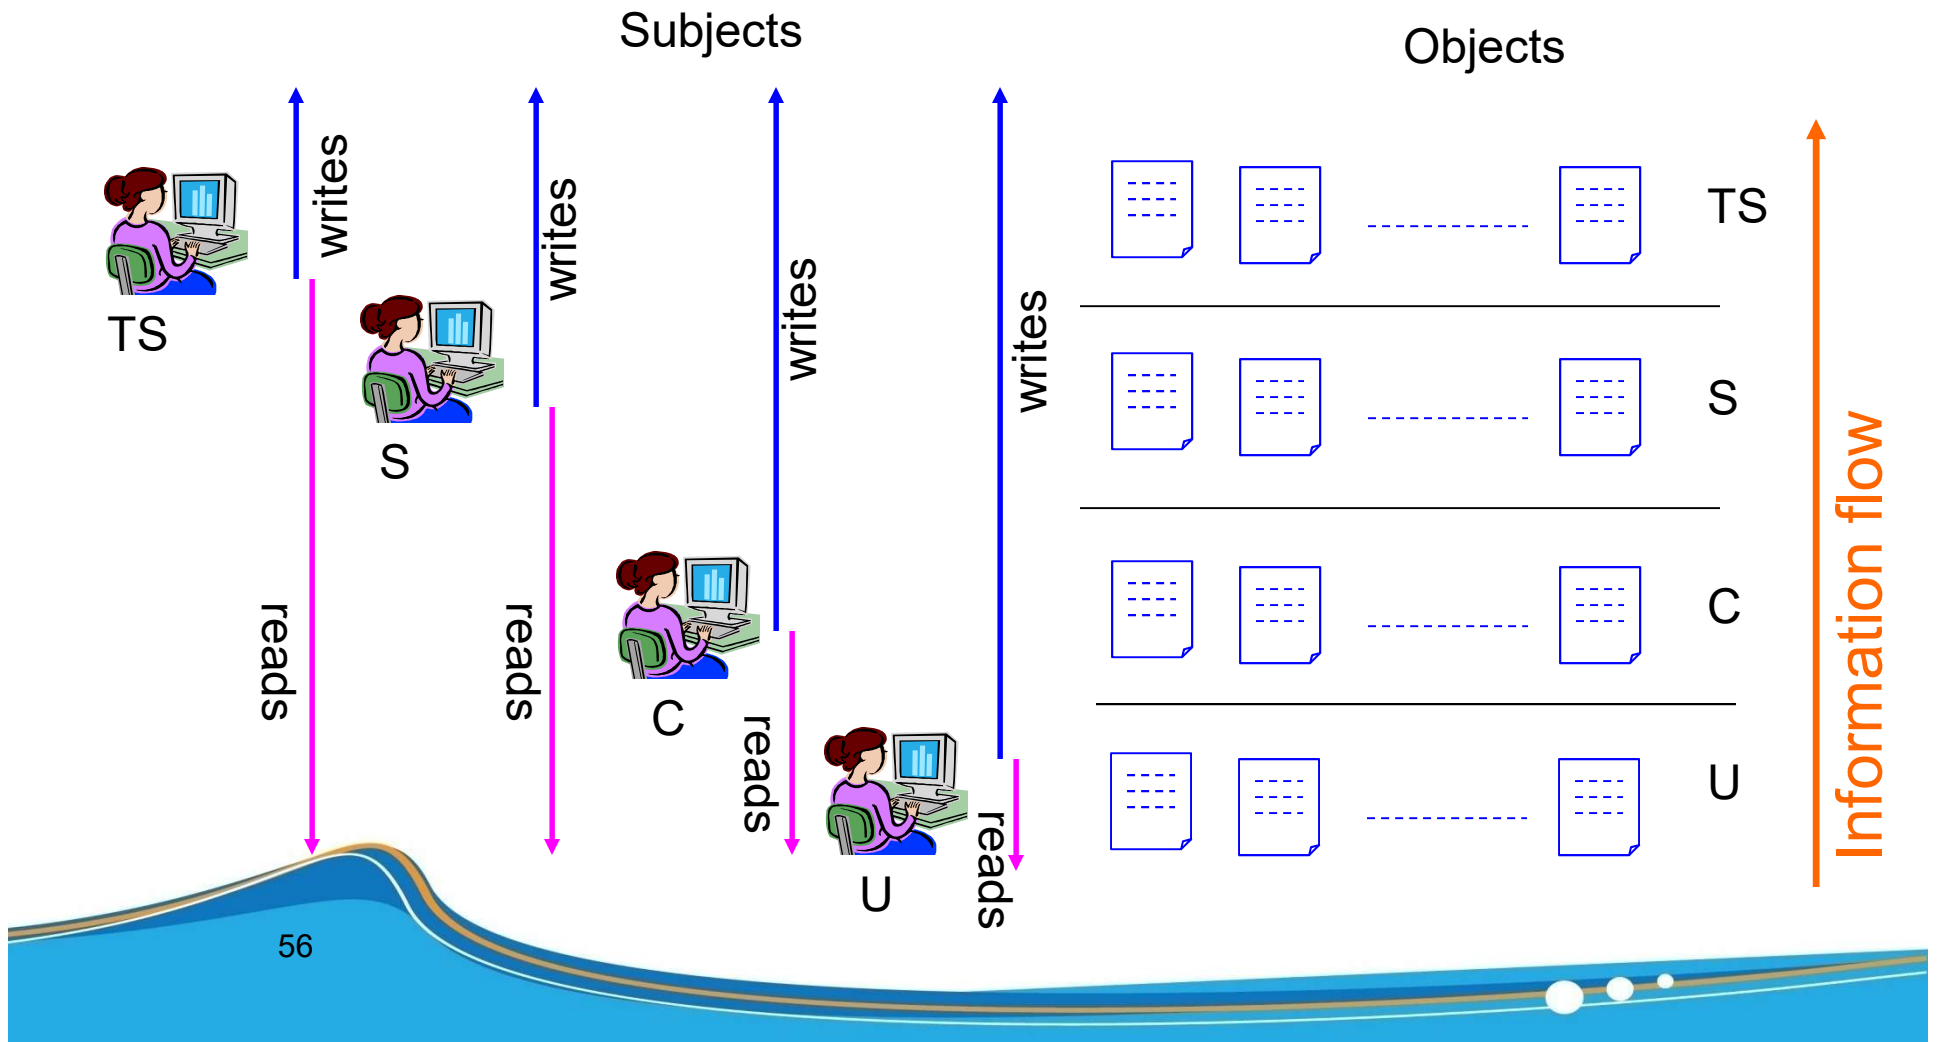 Subjects
Objects
writes
writes
writes
writes
TS
S
C
U
reads
reads
reads
reads
TS
S
C
U
Information flow
56